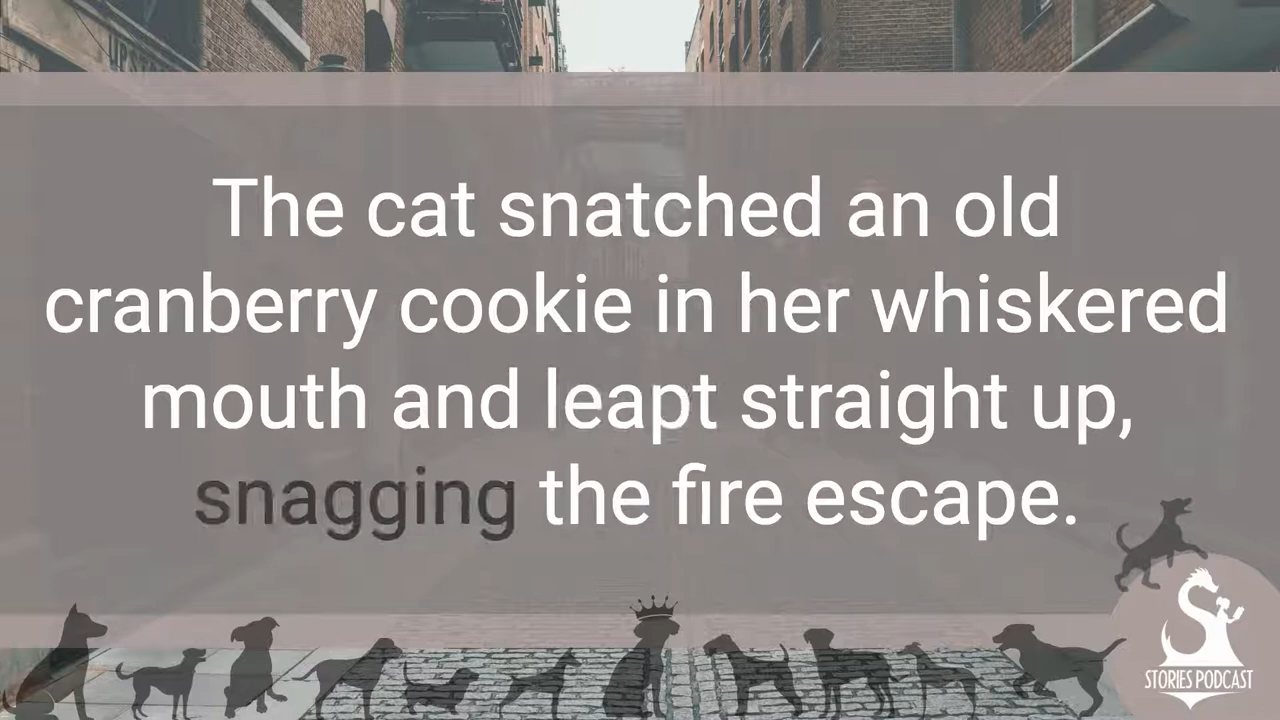 The cat snatched an old
cranberry cookie in her whiskered
mouth and leapt straight up,
snagging the fire escape.
STORIES PODCAST